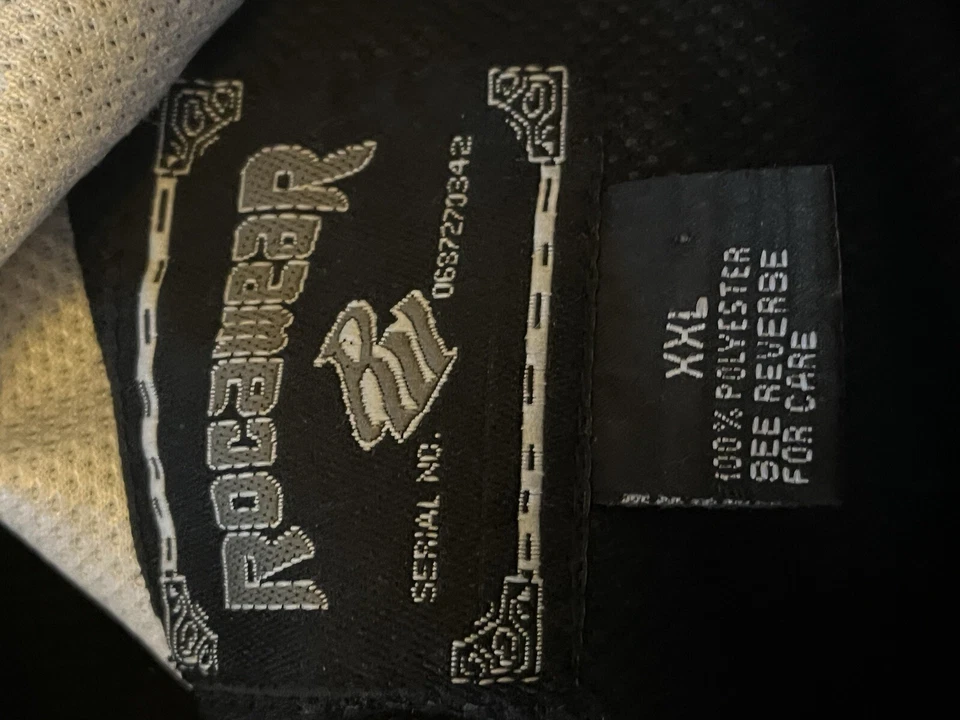 Rocawear
R
SERIAL NO. 0687270342
XXL
100% POLYESTER
SEE REVERSE
FOR CARE